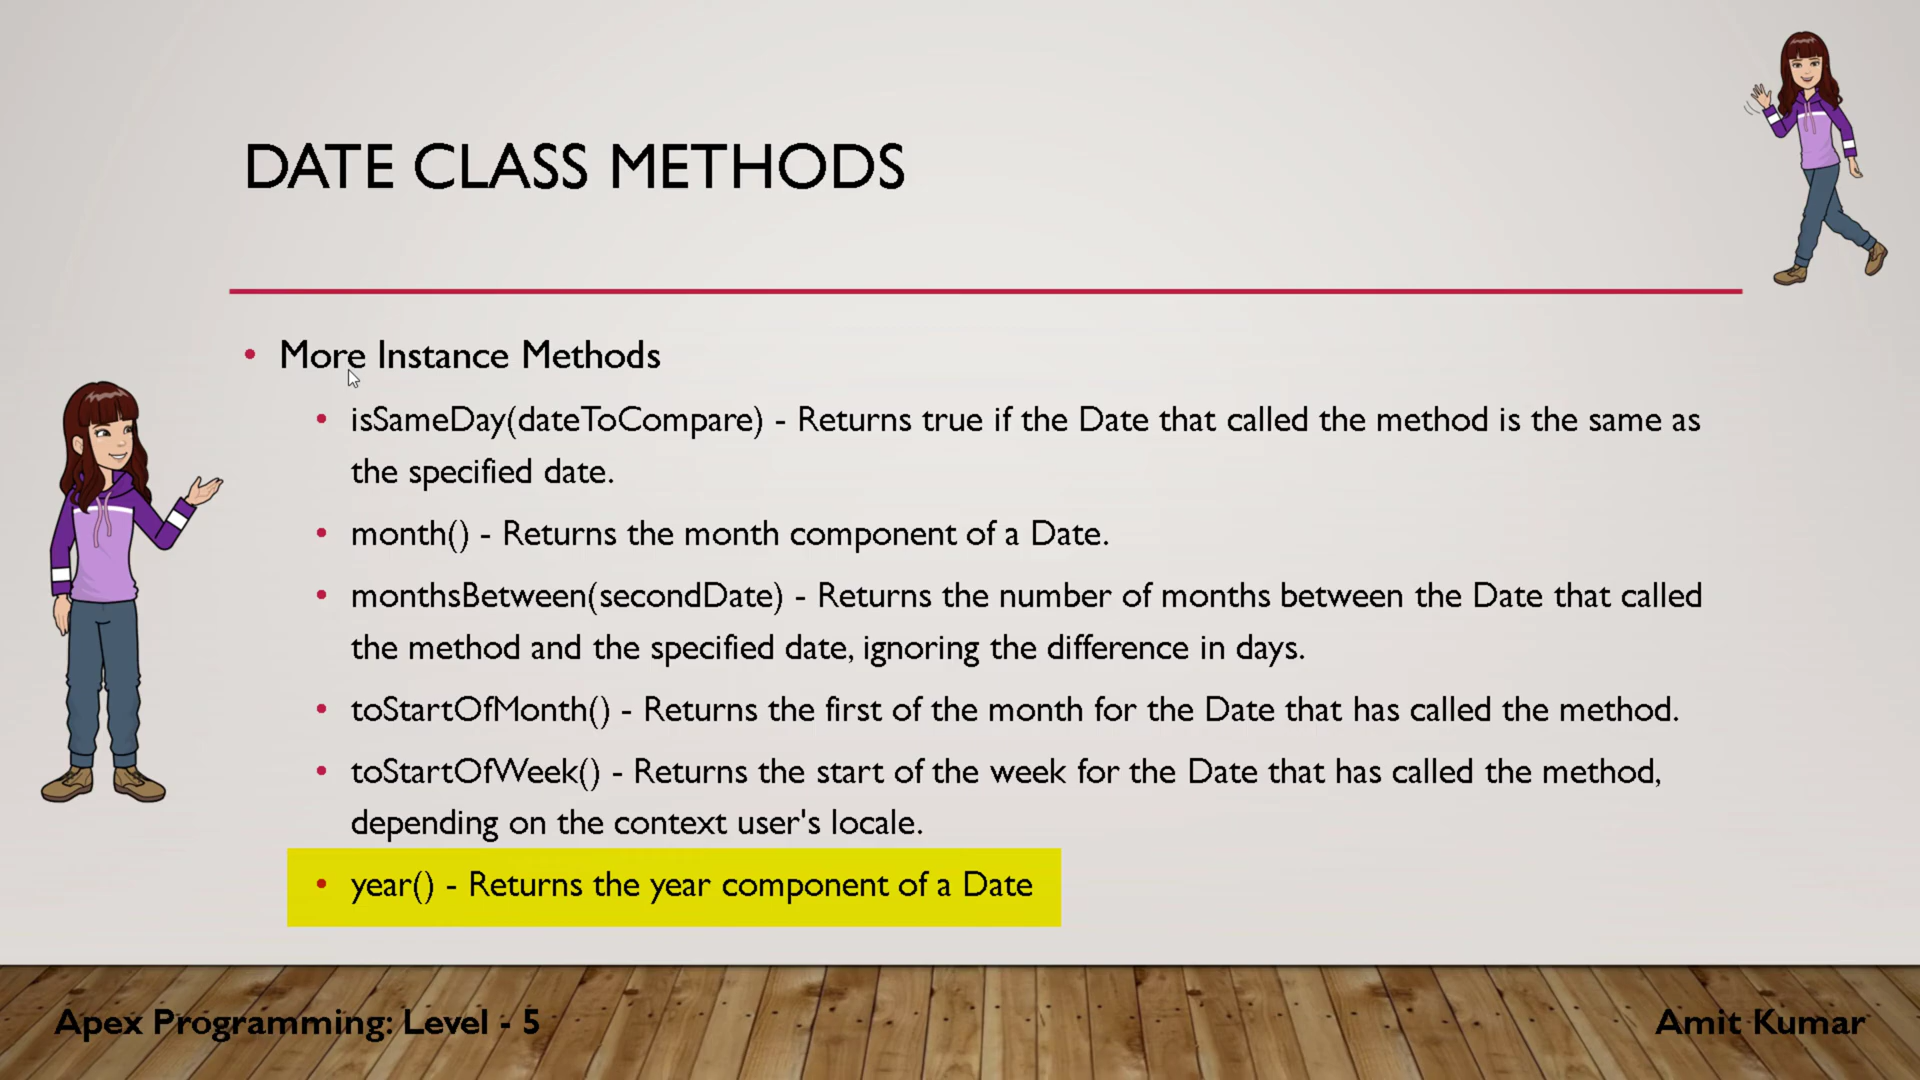 DATE CLASS METHODS
• More Instance Methods
• isSameDay(dateToCompare) - Returns true if the Date that called the method is the same as
the specified date.
• month() - Returns the month component of a Date.
• monthsBetween(secondDate) - Returns the number of months between the Date that called
the method and the specified date, ignoring the difference in days.
• toStartOfMonth() - Returns the first of the month for the Date that has called the method.
• toStartOfWeek() - Returns the start of the week for the Date that has called the method,
depending on the context user's locale.
• year() - Returns the year component of a Date
Apex Programming: Level - 5
Amit Kumar